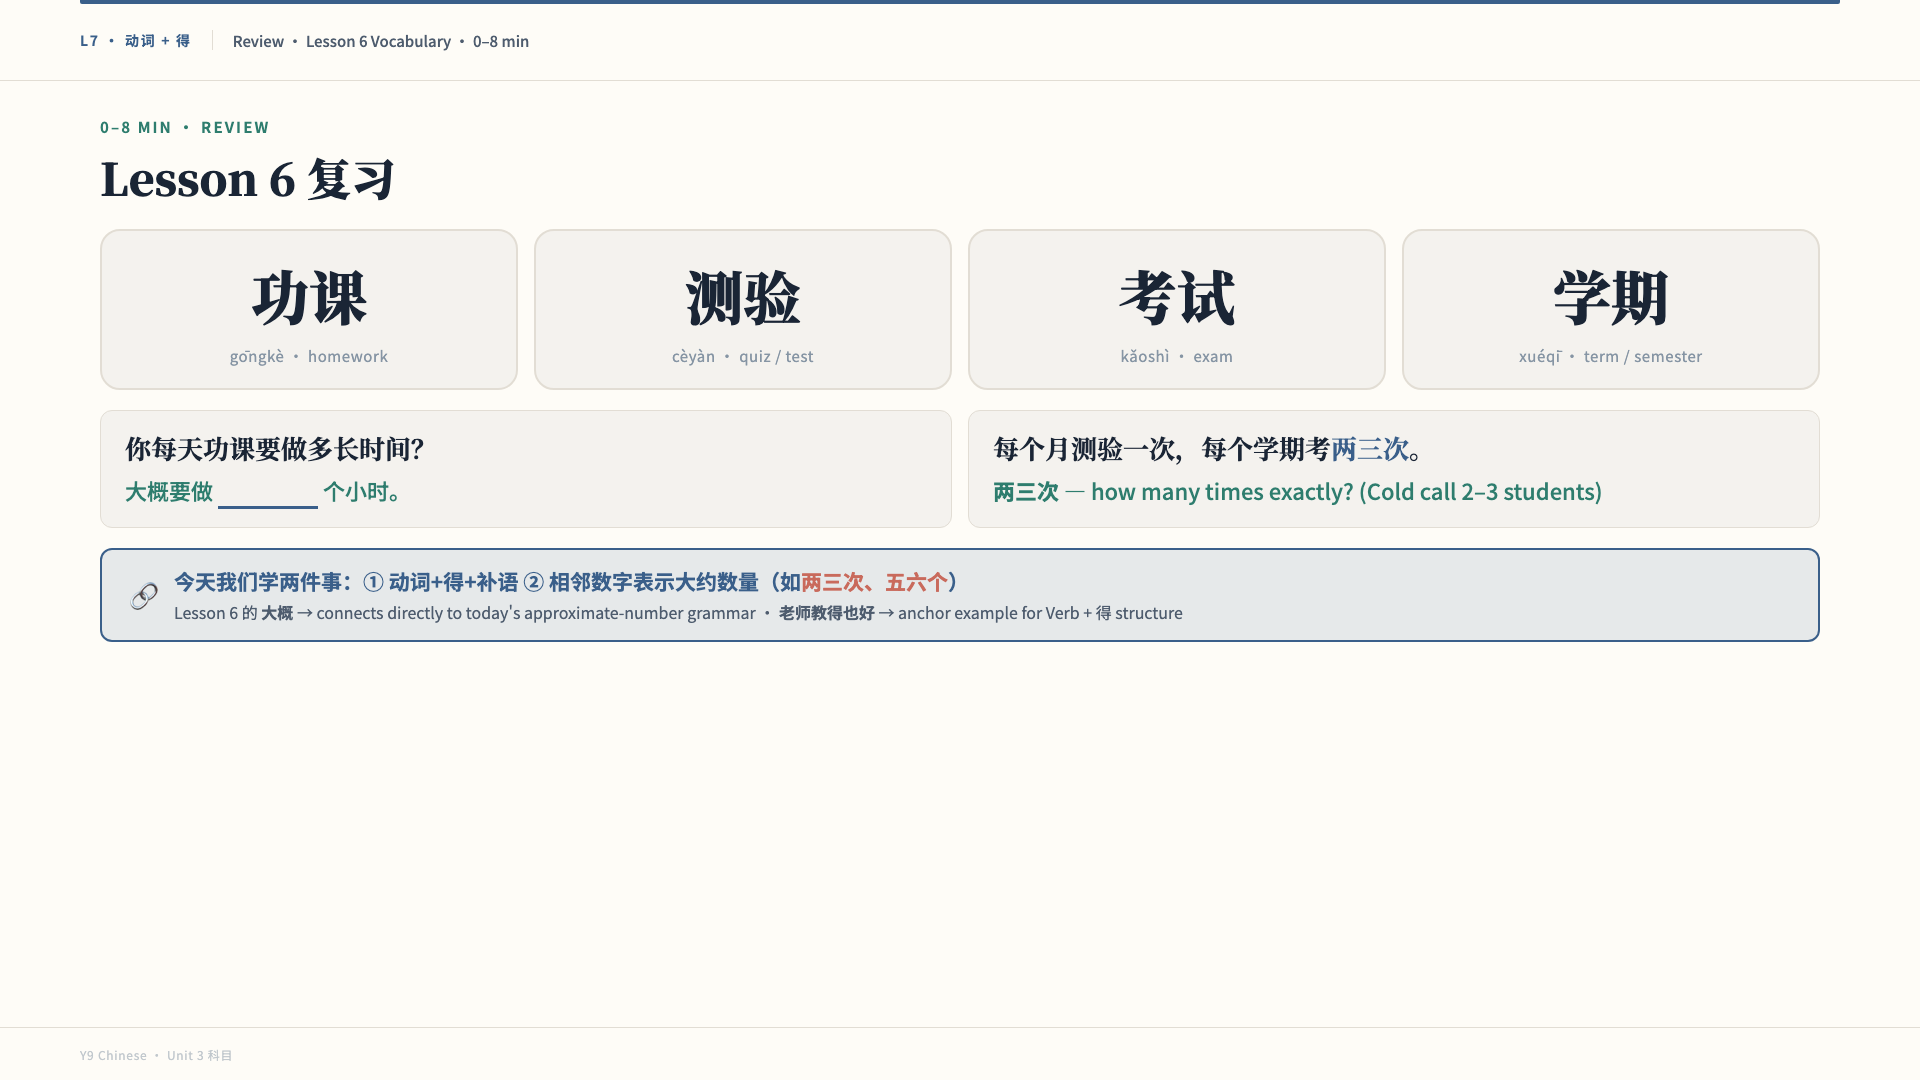 L7 • 动词 + 得 Review • Lesson 6 Vocabulary • 0–8 min
0–8 MIN • REVIEW
Lesson 6 复习
功课
gōngkè • homework
测验
cèyàn • quiz / test
考试
kǎoshì • exam
学期
xuéqī • term / semester
你每天功课要做多长时间?
大概要做 ________ 个小时。
每个月测验一次，每个学期考两三次。
两三次 — how many times exactly? (Cold call 2–3 students)
今天我们学两件事：① 动词+得+补语 ② 相邻数字表示大约数量（如两三次、五六个）
Lesson 6 的 大概 → connects directly to today's approximate-number grammar • 老师教得也好 → anchor example for Verb + 得 structure
Y9 Chinese • Unit 3 科目